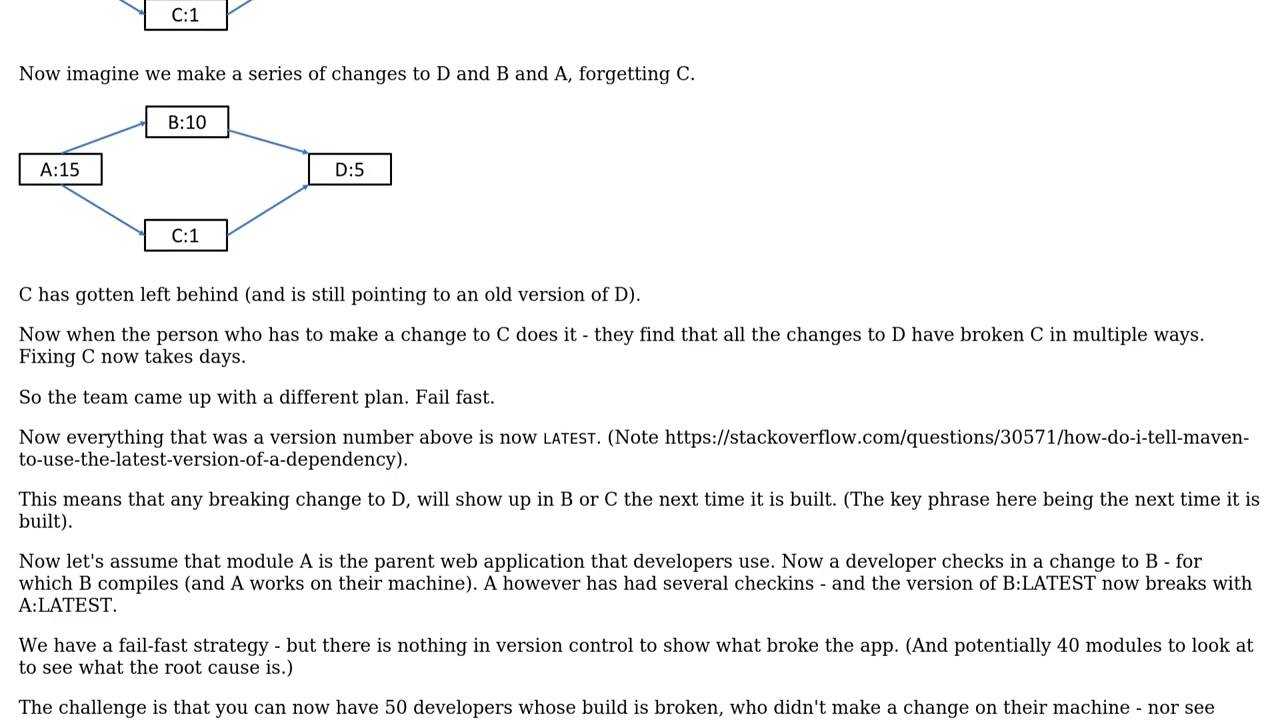 C:1
Now imagine we make a series of changes to D and B and A, forgetting C.
B:10
A:15
D:5
C:1
C has gotten left behind (and is still pointing to an old version of D).
Now when the person who has to make a change to C does it - they find that all the changes to D have broken C in multiple ways.
Fixing C now takes days.
So the team came up with a different plan. Fail fast.
Now everything that was a version number above is now LATEST. (Note https://stackoverflow.com/questions/30571/how-do-i-tell-maven-
to-use-the-latest-version-of-a-dependency).
This means that any breaking change to D, will show up in B or C the next time it is built. (The key phrase here being the next time it is
built).
Now let's assume that module A is the parent web application that developers use. Now a developer checks in a change to B - for
which B compiles (and A works on their machine). A however has had several checkins - and the version of B:LATEST now breaks with
A:LATEST.
We have a fail-fast strategy - but there is nothing in version control to show what broke the app. (And potentially 40 modules to look at
to see what the root cause is.)
The challenge is that you can now have 50 developers whose build is broken, who didn't make a change on their machine - nor see